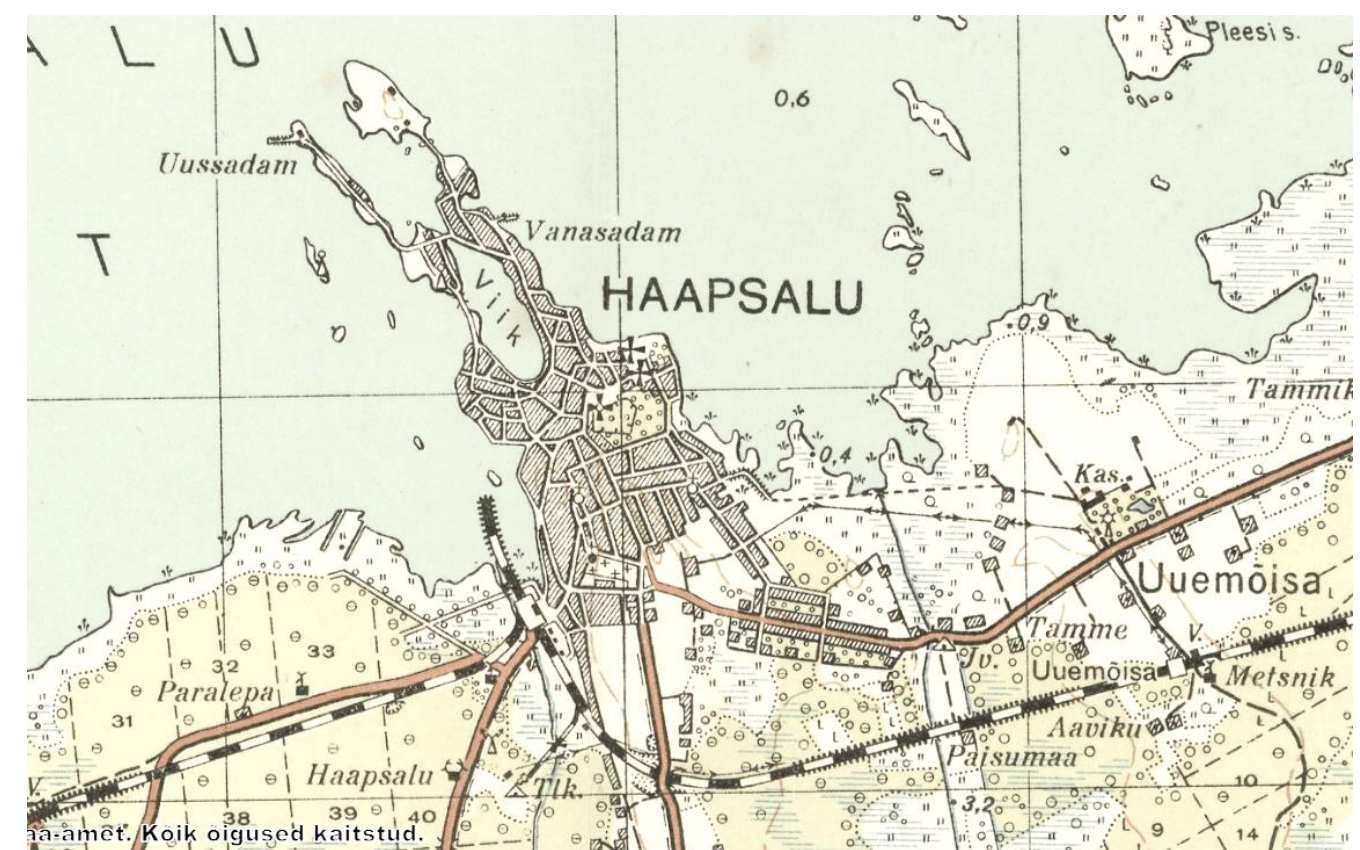 A L U
Pleesi s.
0,6
Uussadam
Vanasadam
T
Viik
HAAPSALU
0,9
Tammik
0,4
Kas.
Uuemõisa
Tamme
V.
Jv.
Uuemõisa
Metsnik
33
32
Paralepa
31
Aaviku
Paisumaa
Haapsalu
Tlk.
10
V.
3,2
38
39
40
9
14
aa-amet. Kõik õigused kaitstud.